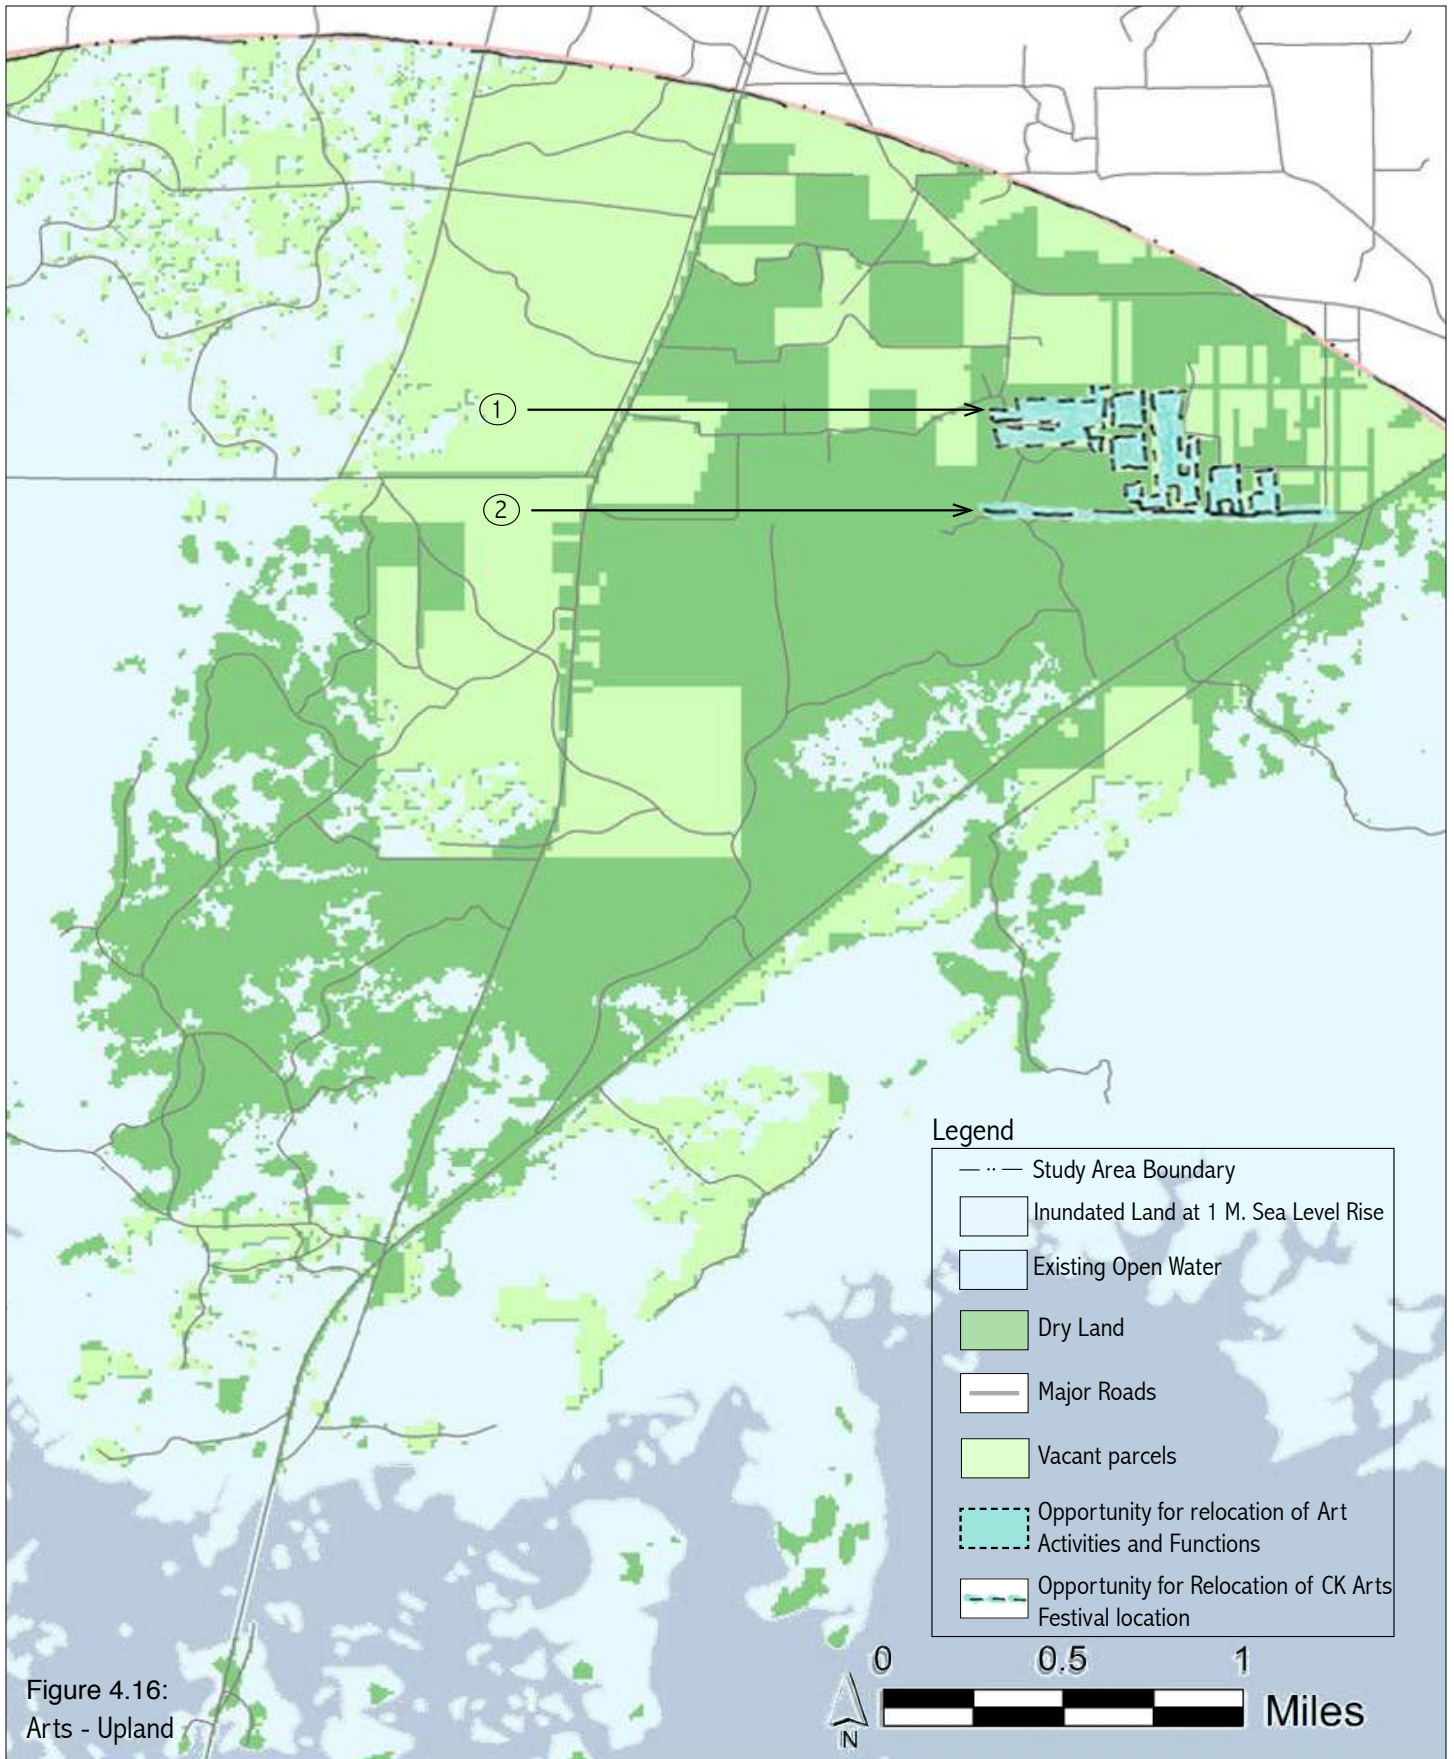 1
2
Legend
Study Area Boundary
Inundated Land at 1 M. Sea Level Rise
Existing Open Water
Dry Land
Major Roads
Vacant parcels
Opportunity for relocation of Art
Activities and Functions
Opportunity for Relocation of CK Arts
Festival location
0 0.5 1
Miles
N
Figure 4.16:
Arts - Upland